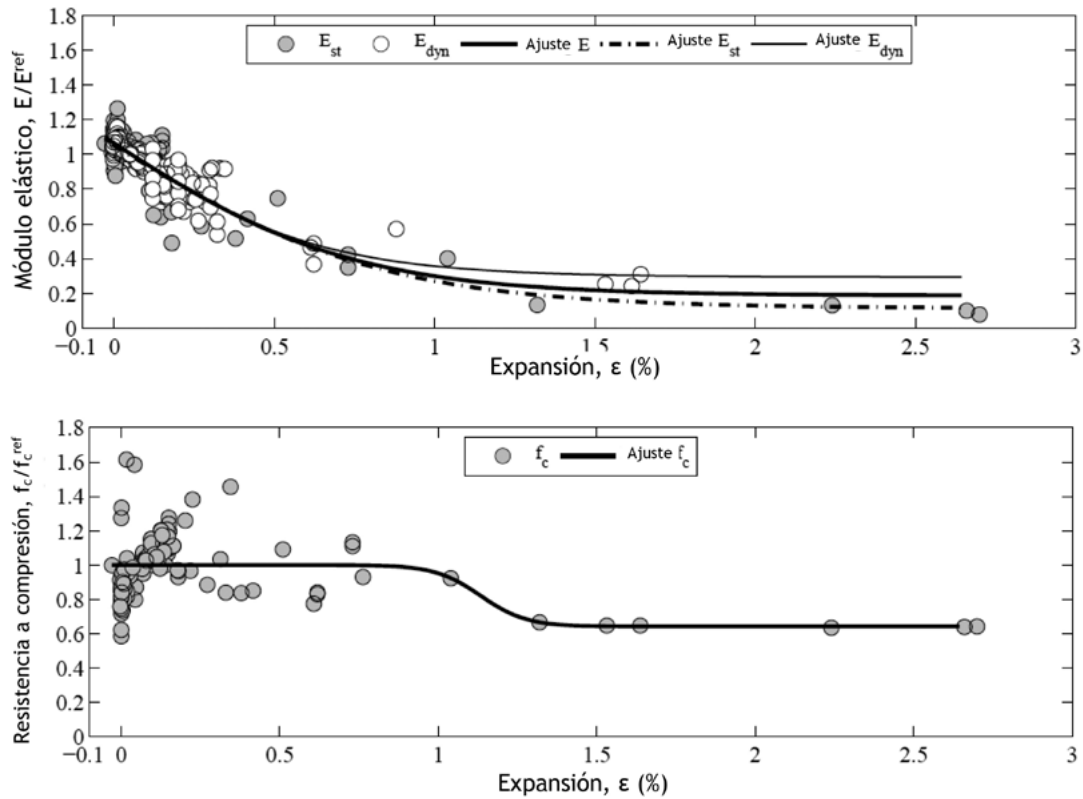 1.8
1.6
1.4
1.2
1
0.8
0.6
0.4
0.2
0
Módulo elástico, E/E^ref
E_st E_dyn Ajuste E Ajuste E_st Ajuste E_dyn
−0.1 0 0.5 1 1.5 2 2.5 3
Expansión, ε (%)
1.8
1.6
1.4
1.2
1
0.8
0.6
0.4
0.2
0
Resistencia a compresión, f_c/f_c^ref
f_c Ajuste f_c
−0.1 0 0.5 1 1.5 2 2.5 3
Expansión, ε (%)